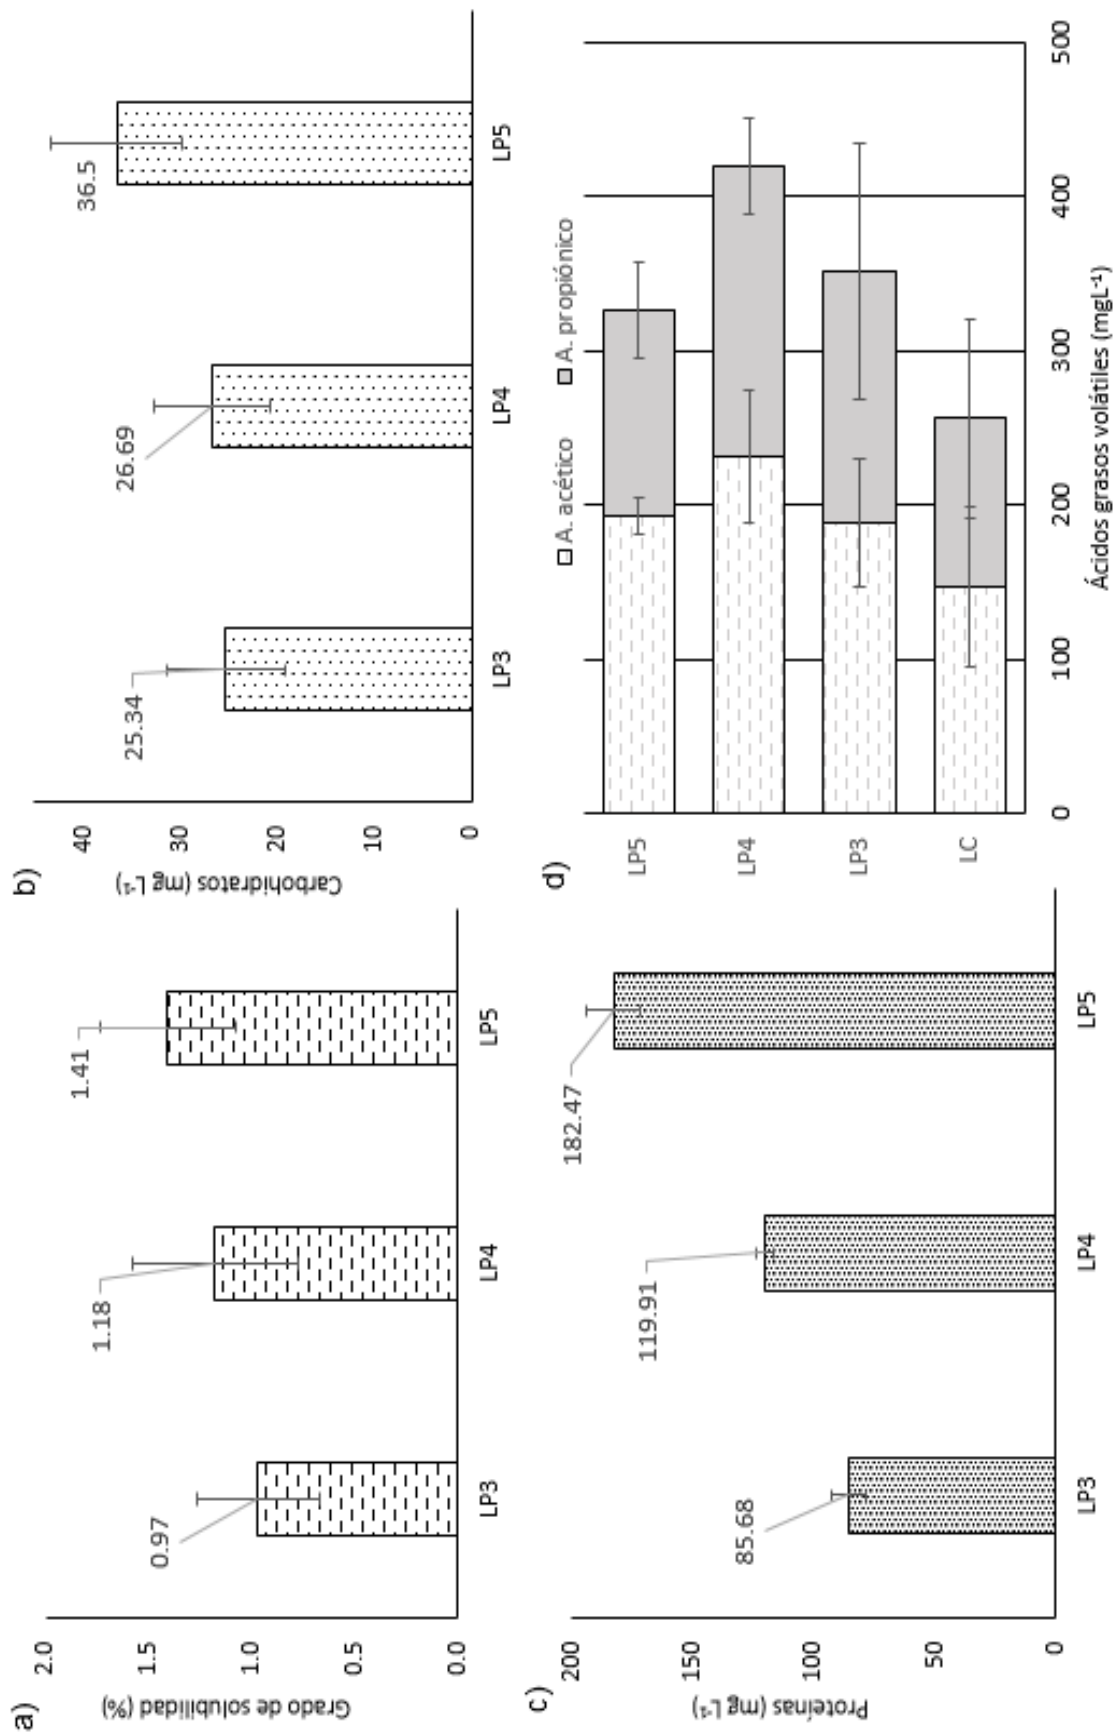 a)
Grado de solubilidad (%)
2.0
1.5
1.0
0.5
0.0
0.97
1.18
1.41
LP3
LP4
LP5
b)
Carbohidratos (mg L⁻¹)
40
30
20
10
0
25.34
26.69
36.5
LP3
LP4
LP5
c)
Proteínas (mg L⁻¹)
200
150
100
50
0
85.68
119.91
182.47
LP3
LP4
LP5
d)
A. acético
A. propiónico
LP5
LP4
LP3
LC
0
100
200
300
400
500
Ácidos grasos volátiles (mgL⁻¹)